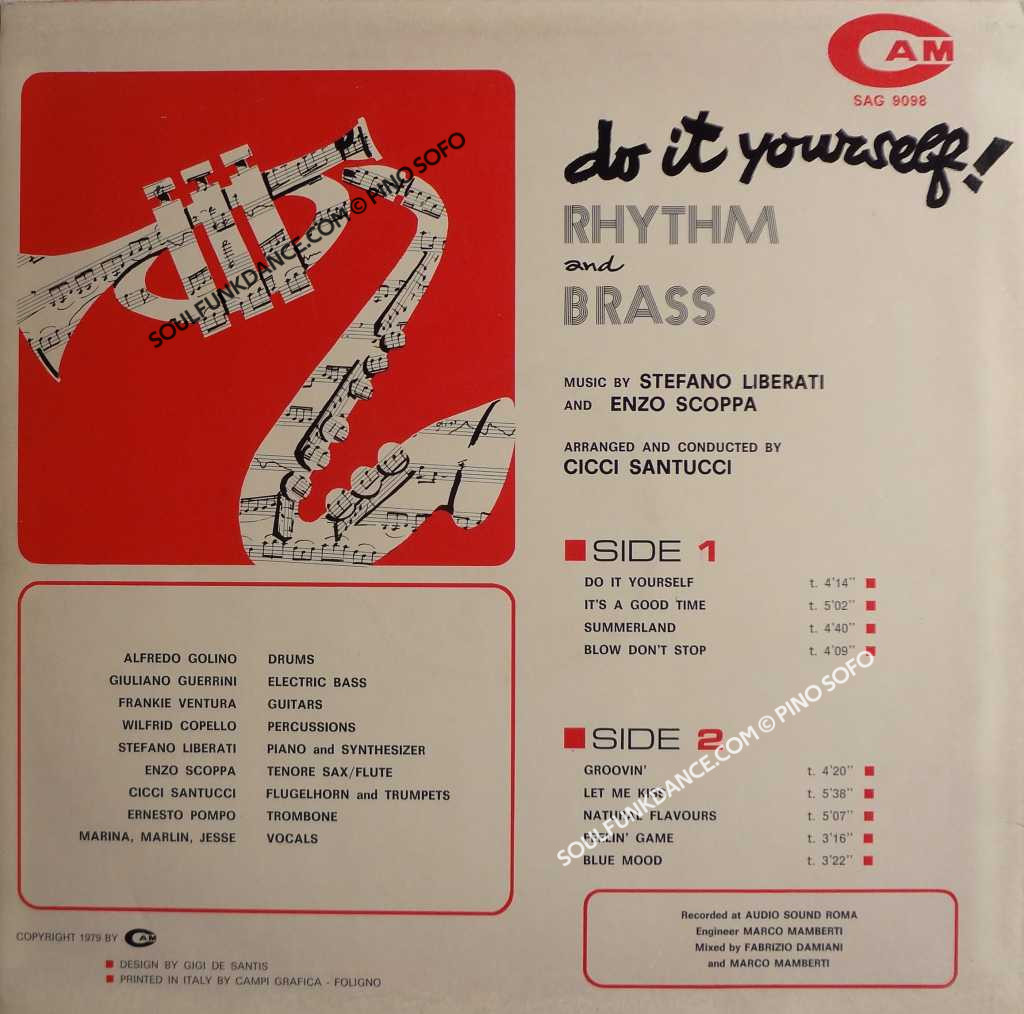 CAM
SAG 9098
do it yourself!
RHYTHM
and
BRASS
MUSIC BY STEFANO LIBERATI
AND ENZO SCOPPA
ARRANGED AND CONDUCTED BY
CICCI SANTUCCI
SIDE 1
DO IT YOURSELF t. 4'14"
IT'S A GOOD TIME t. 5'02"
SUMMERLAND t. 4'40"
BLOW DON'T STOP t. 4'09"
SIDE 2
GROOVIN' t. 4'20"
LET ME KISS t. 5'38"
NATURAL FLAVOURS t. 5'07"
FEELIN' GAME t. 3'16"
BLUE MOOD t. 3'22"
Recorded at AUDIO SOUND ROMA
Engineer MARCO MAMBERTI
Mixed by FABRIZIO DAMIANI
and MARCO MAMBERTI
ALFREDO GOLINO DRUMS
GIULIANO GUERRINI ELECTRIC BASS
FRANKIE VENTURA GUITARS
WILFRID COPELLO PERCUSSIONS
STEFANO LIBERATI PIANO and SYNTHESIZER
ENZO SCOPPA TENORE SAX/FLUTE
CICCI SANTUCCI FLUGELHORN and TRUMPETS
ERNESTO POMPO TROMBONE
MARINA, MARLIN, JESSE VOCALS
COPYRIGHT 1979 BY CAM
DESIGN BY GIGI DE SANTIS
PRINTED IN ITALY BY CAMPI GRAFICA - FOLIGNO
SOULFUNKDANCE.COM © PINO SOFO
SOULFUNKDANCE.COM © PINO SOFO